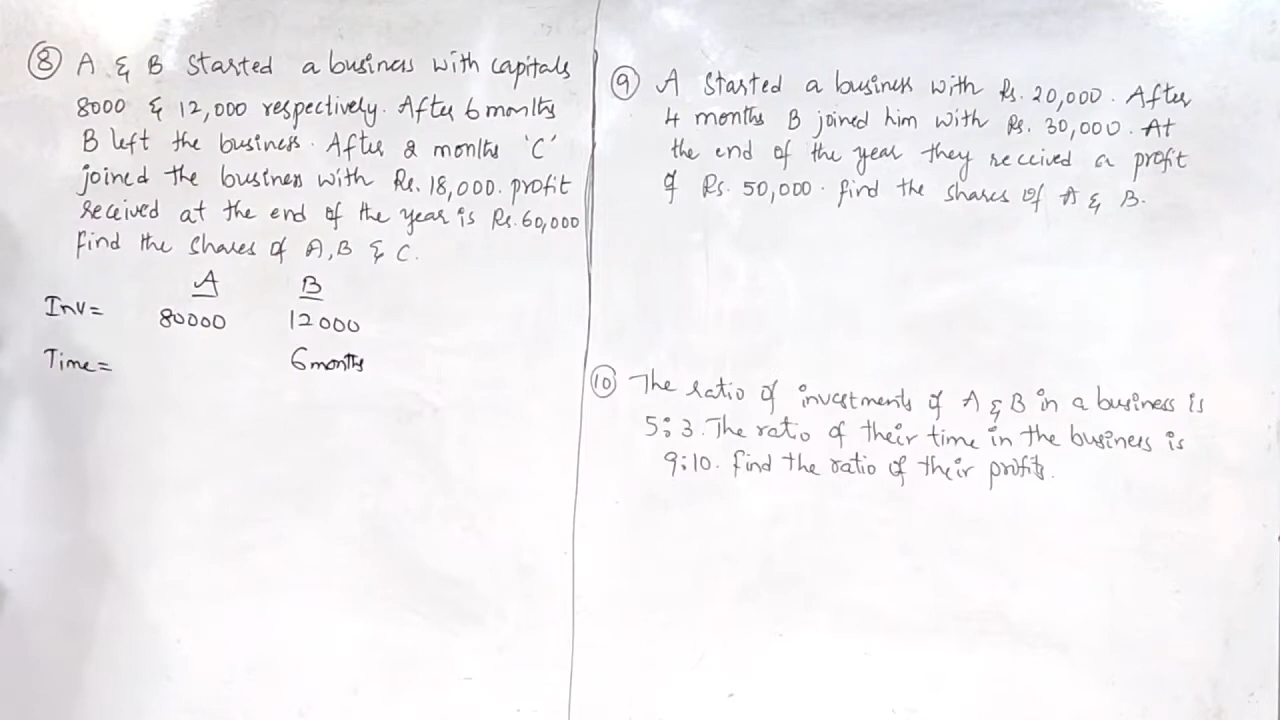 8 A & B Started a business with capitals
8000 & 12,000 respectively. After 6 months
B left the business. After 2 months 'C'
joined the business with Rs. 18,000. profit
received at the end of the year is Rs. 60,000
find the shares of A, B & C.
A B
Inv= 80000 12000
Time= 6 months
9 A Started a business with Rs. 20,000. After
4 months B joined him with Rs. 30,000. At
the end of the year they received a profit
of Rs. 50,000. find the shares of A & B.
10 The ratio of investments of A & B in a business is
5:3. The ratio of their time in the business is
9:10. find the ratio of their profits.